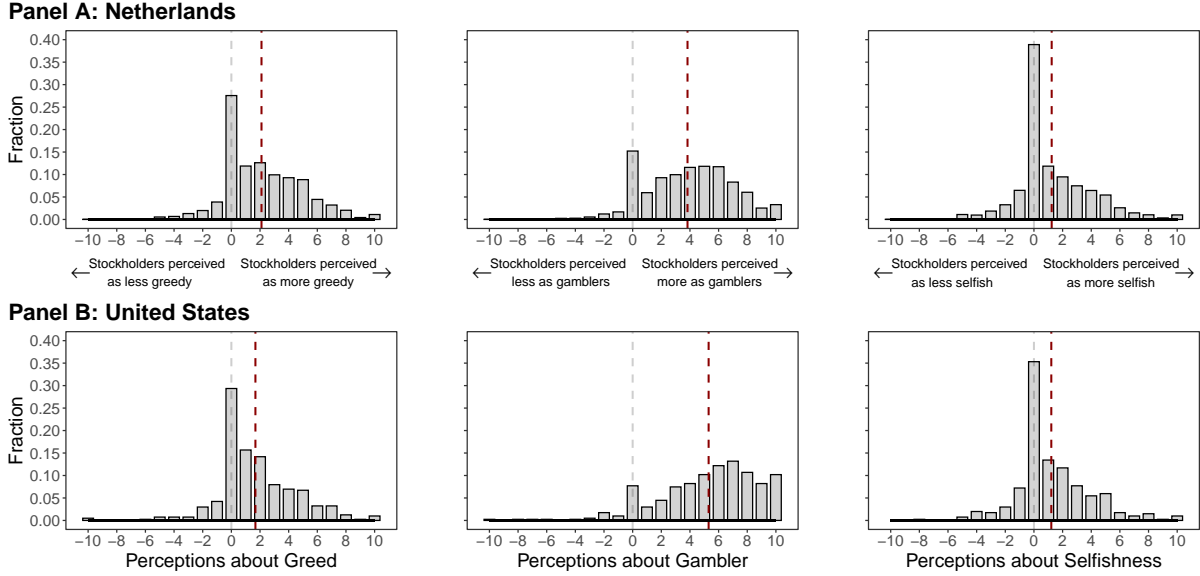 Panel A: Netherlands
Fraction
0.40
0.35
0.30
0.25
0.20
0.15
0.10
0.05
0.00
−10 −8 −6 −4 −2 0 2 4 6 8 10
−10 −8 −6 −4 −2 0 2 4 6 8 10
−10 −8 −6 −4 −2 0 2 4 6 8 10
← Stockholders perceived
as less greedy
Stockholders perceived →
as more greedy
← Stockholders perceived
less as gamblers
Stockholders perceived →
more as gamblers
← Stockholders perceived
as less selfish
Stockholders perceived →
as more selfish
Panel B: United States
Fraction
0.40
0.35
0.30
0.25
0.20
0.15
0.10
0.05
0.00
−10 −8 −6 −4 −2 0 2 4 6 8 10
Perceptions about Greed
−10 −8 −6 −4 −2 0 2 4 6 8 10
Perceptions about Gambler
−10 −8 −6 −4 −2 0 2 4 6 8 10
Perceptions about Selfishness